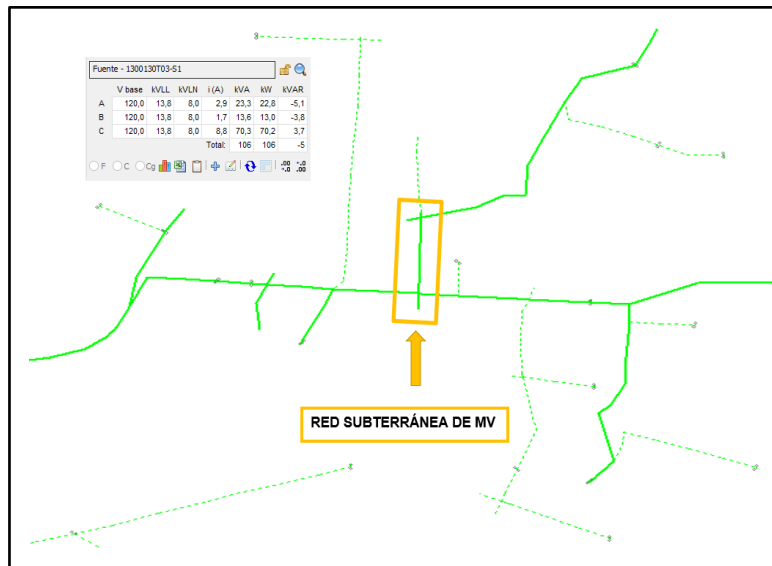 Fuente - 1300130T03-S1
V base kVLL kVLN i (A) kVA kW kVAR
A 120,0 13,8 8,0 2,9 23,3 22,8 -5,1
B 120,0 13,8 8,0 1,7 13,6 13,0 -3,8
C 120,0 13,8 8,0 8,8 70,3 70,2 3,7
Total: 106 106 -5
F C Cg
RED SUBTERRÁNEA DE MV